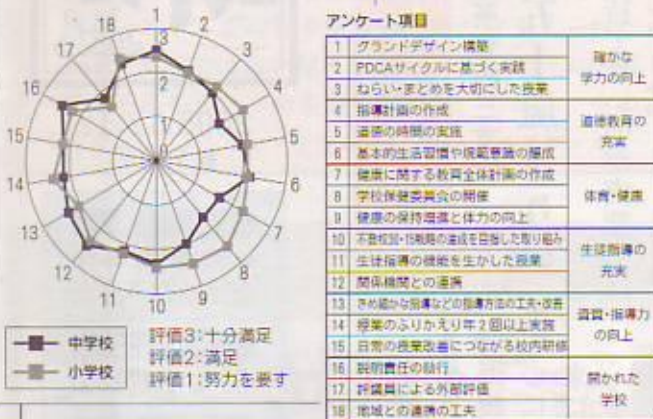 1
2
3
4
5
6
7
8
9
10
11
12
13
14
15
16
17
18
3
2
1
0
中学校
小学校
評価3:十分満足
評価2:満足
評価1:努力を要す
アンケート項目
1 グランドデザイン構築
2 PDCAサイクルに基づく実践
3 ねらい・まとめを大切にした授業
確かな
学力の向上
4 指導計画の作成
5 道徳の時間の実施
6 基本的生活習慣や規範意識の醸成
道徳教育の
充実
7 健康に関する教育全体計画の作成
8 学校保健委員会の開催
9 健康の保持増進と体力の向上
体育・健康
10 の達成を目指した取り組み
11 生徒指導の機能を生かした授業
12 関係機関との連携
生徒指導の
充実
13 きめ細かな指導などの指導方法の工夫・改善
14 授業のふりかえり年2回以上実施
15 日常の授業改善につながる校内研修
資質・指導力
の向上
16 説明責任の励行
17 評議員による外部評価
18 地域との連携の工夫
開かれた
学校